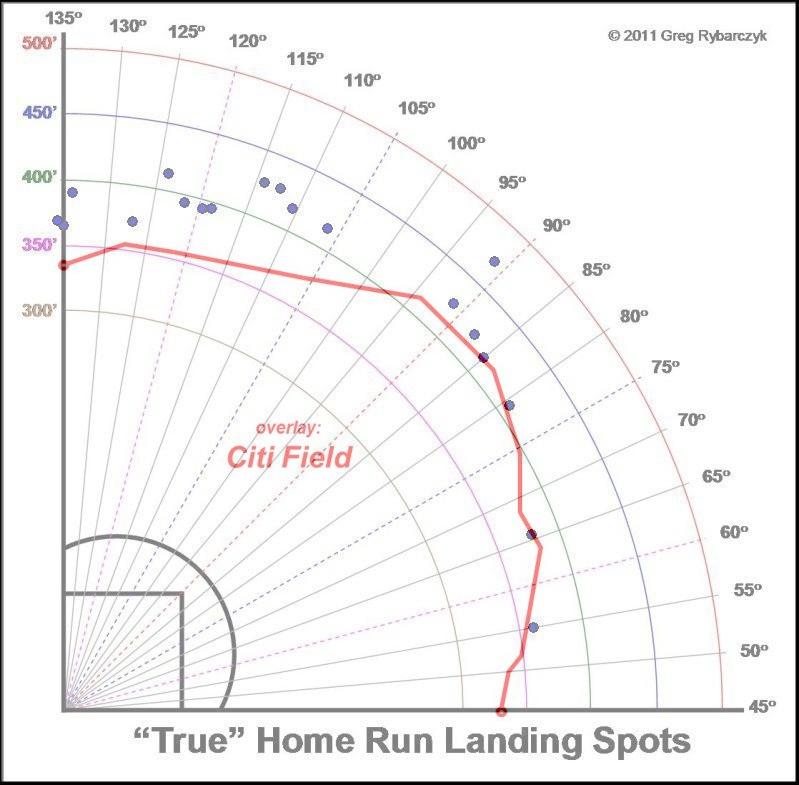 135º
130º
125º
120º
115º
110º
105º
100º
95º
90º
85º
80º
75º
70º
65º
60º
55º
50º
45º
500’
450’
400’
350’
300’
© 2011 Greg Rybarczyk
overlay:
Citi Field
“True” Home Run Landing Spots